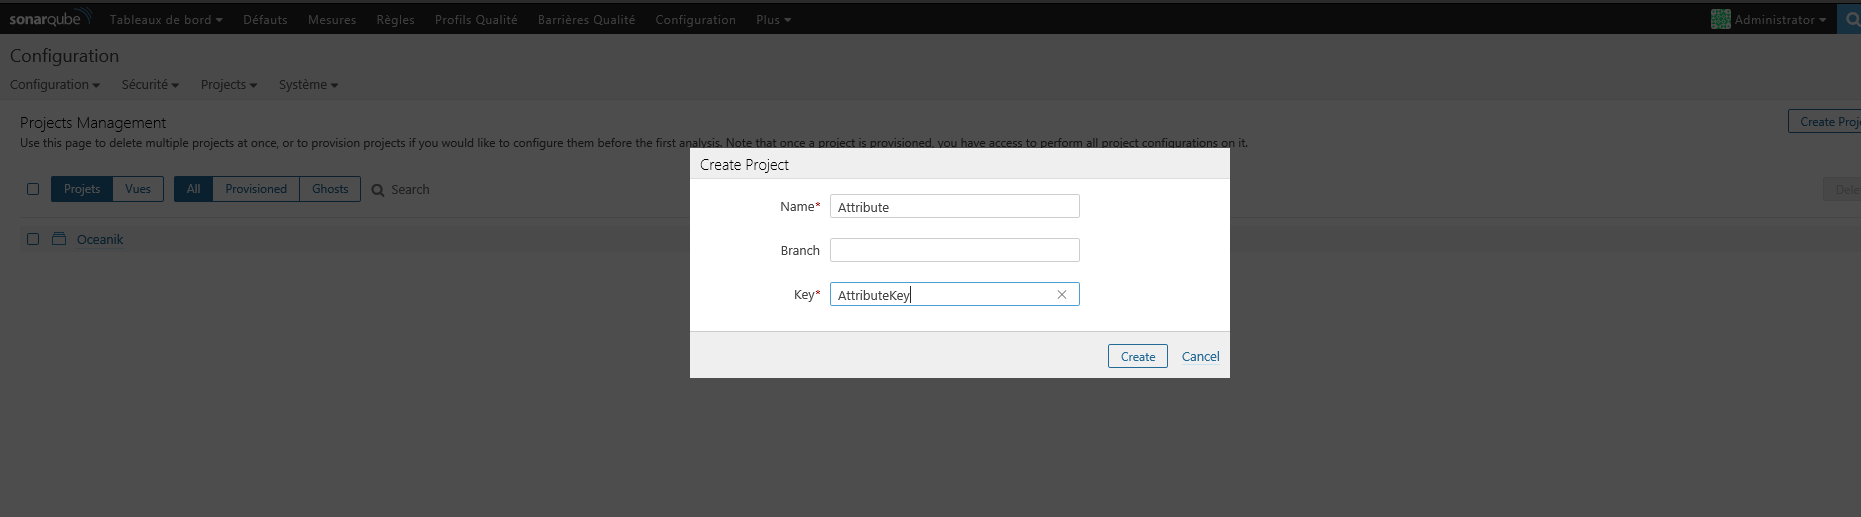 sonarqube Tableaux de bord Défauts Mesures Règles Profils Qualité Barrières Qualité Configuration Plus Administrator
Configuration
Configuration Sécurité Projects Système
Projects Management
Create Proj
Use this page to delete multiple projects at once, or to provision projects if you would like to configure them before the first analysis. Note that once a project is provisioned, you have access to perform all project configurations on it.
Create Project
Projets Vues All Provisioned Ghosts Search
Dele
Name* Attribute
Oceanik
Branch
Key* AttributeKey
Create Cancel